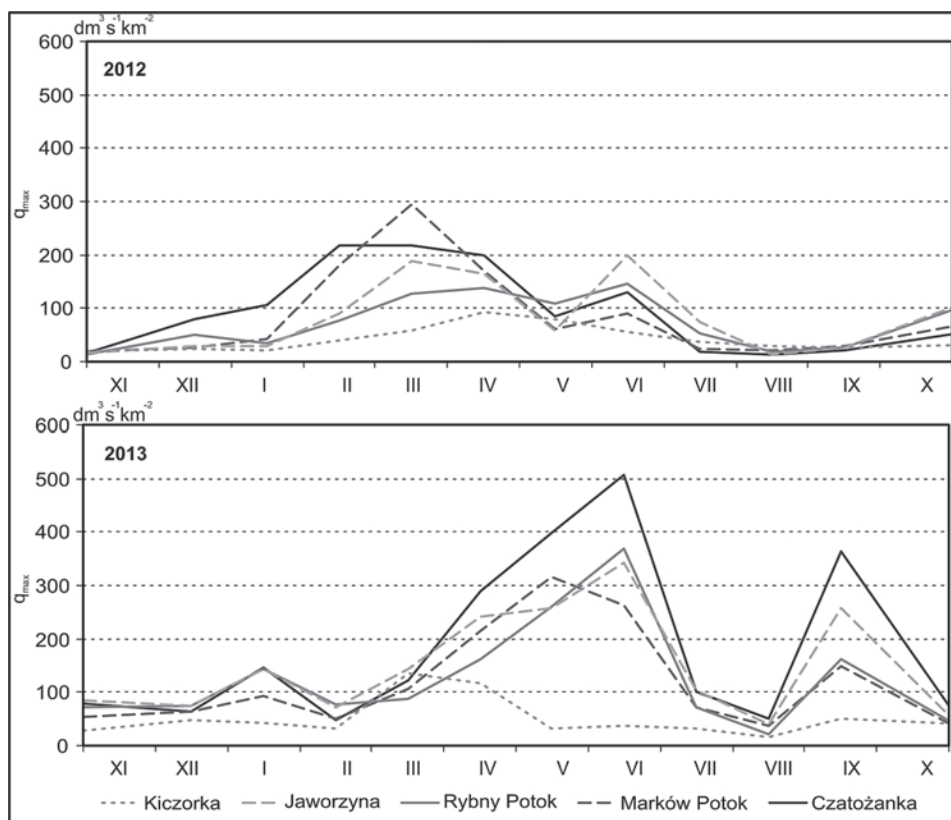 dm³s⁻¹km⁻²
600
2012
500
400
300
200
100
0
qmax
XI XII I II III IV V VI VII VIII IX X
dm³s⁻¹km⁻²
600
2013
500
400
300
200
100
0
qmax
XI XII I II III IV V VI VII VIII IX X
Kiczorka Jaworzyna Rybny Potok Marków Potok Czatożanka